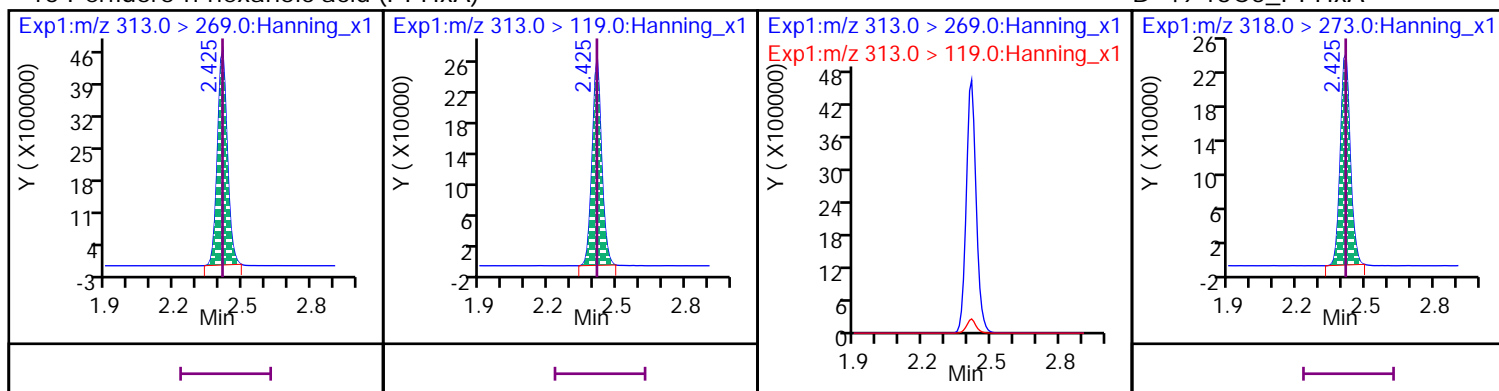 Exp1:m/z 313.0 > 269.0:Hanning_x1
2.425
Y ( X100000)
46
39
32
25
18
11
4
-3
1.9 2.2 2.5 2.8
Min
Exp1:m/z 313.0 > 119.0:Hanning_x1
2.425
Y ( X10000)
26
22
18
14
10
6
2
-2
1.9 2.2 2.5 2.8
Min
Exp1:m/z 313.0 > 269.0:Hanning_x1
Exp1:m/z 313.0 > 119.0:Hanning_x1
Y ( X100000)
48
42
36
30
24
18
12
6
0
1.9 2.2 2.5 2.8
Min
Exp1:m/z 318.0 > 273.0:Hanning_x1
2.425
Y ( X100000)
26
22
18
14
10
6
2
-2
1.9 2.2 2.5 2.8
Min